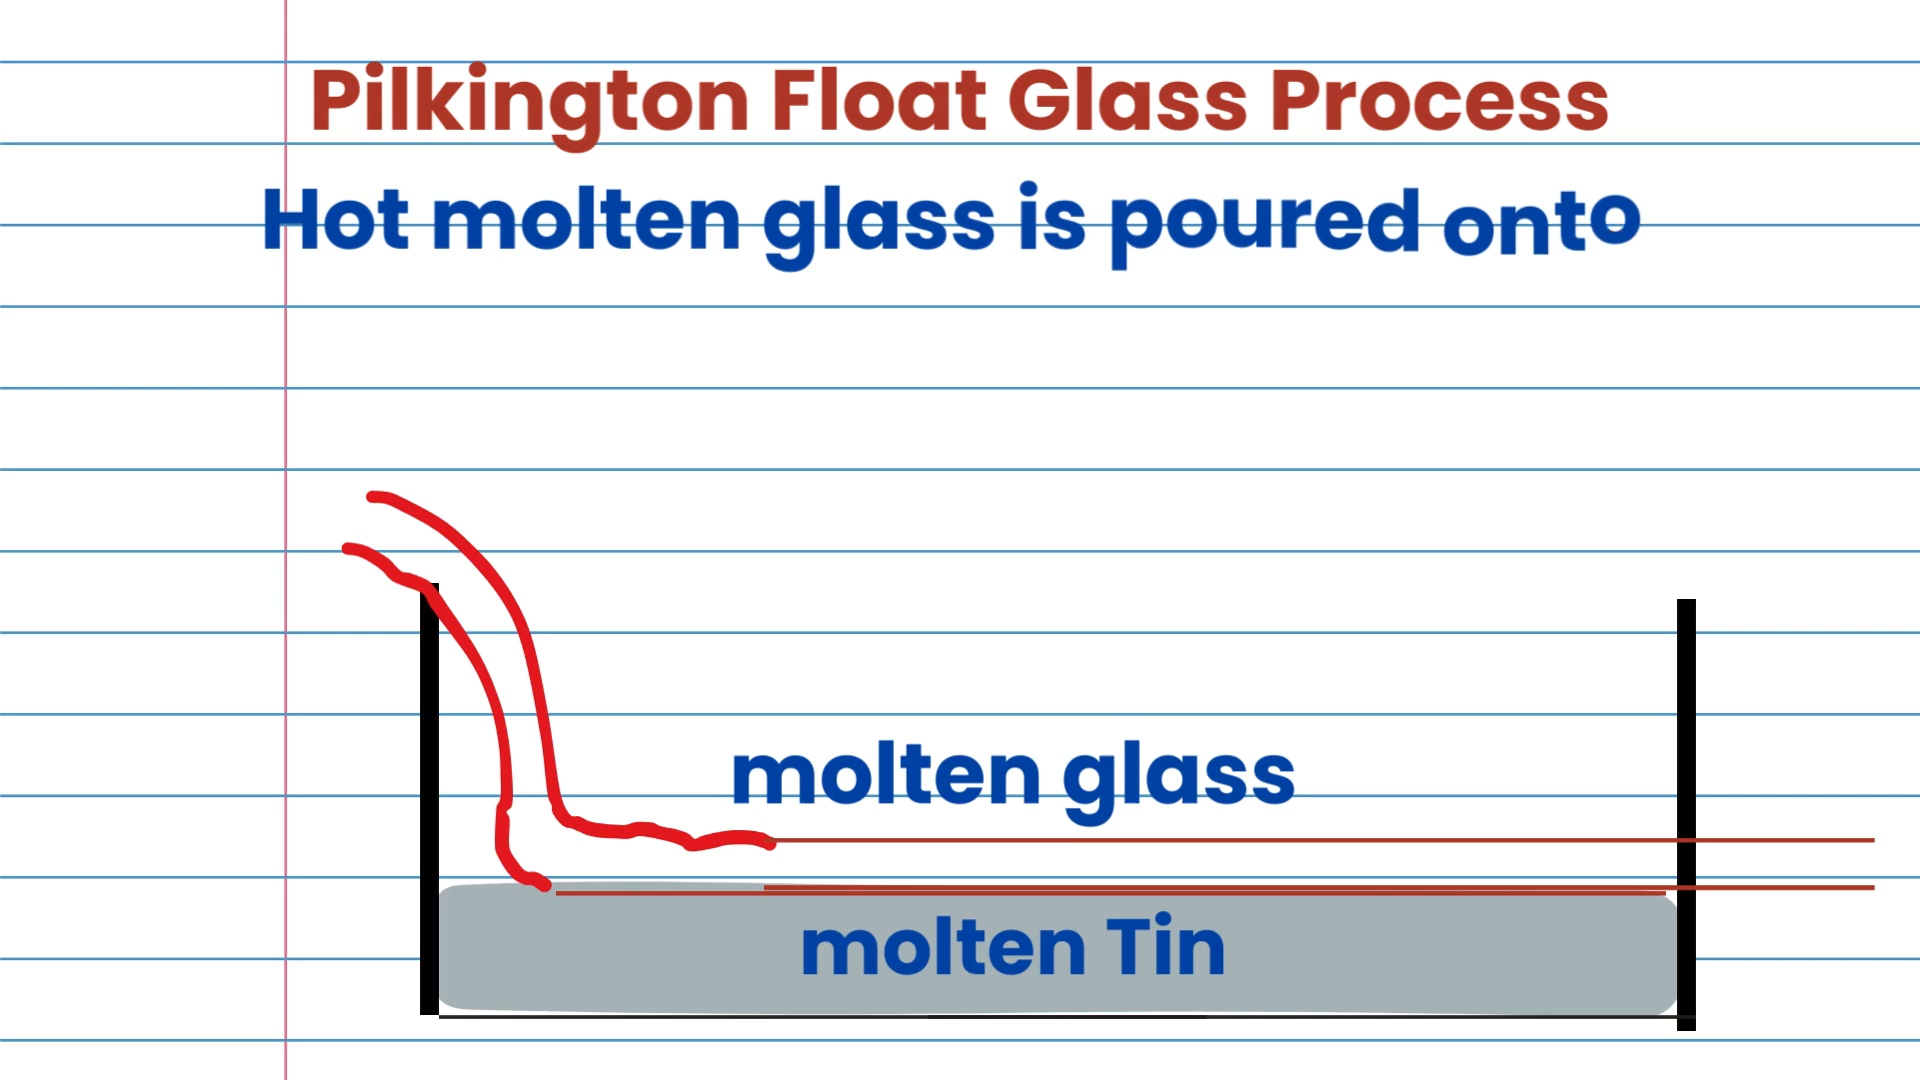 Pilkington Float Glass Process
Hot molten glass is poured onto
molten glass
molten Tin